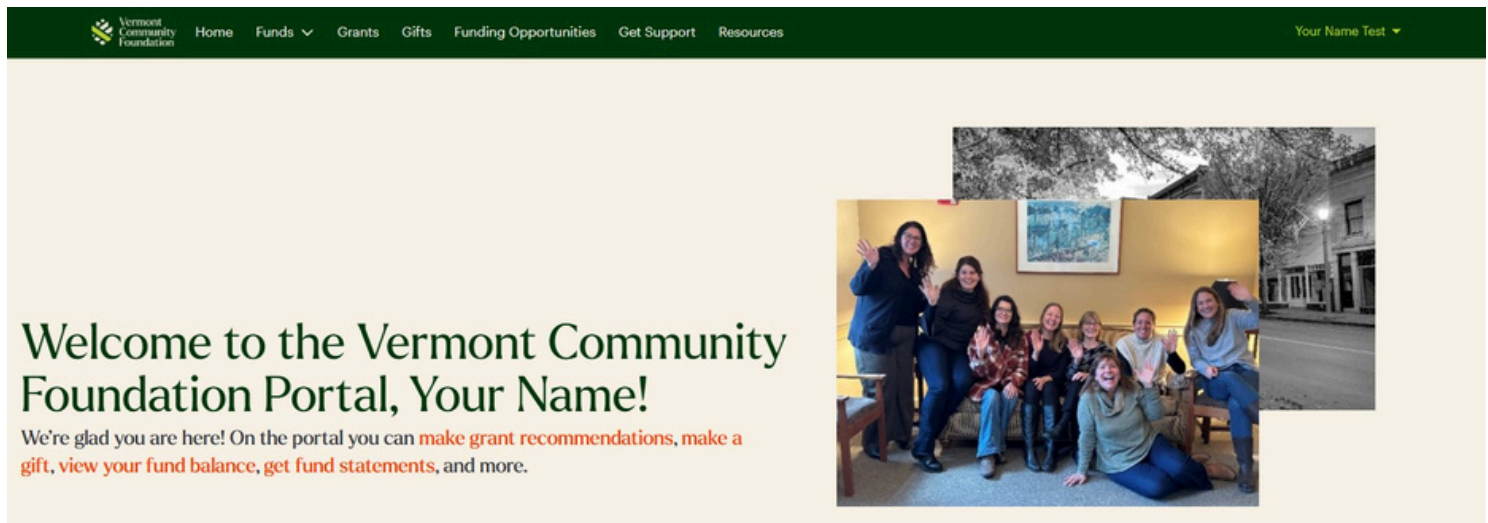 Vermont
Community
Foundation
Home Funds Grants Gifts Funding Opportunities Get Support Resources
Your Name Test
Welcome to the Vermont Community
Foundation Portal, Your Name!
We're glad you are here! On the portal you can make grant recommendations, make a
gift, view your fund balance, get fund statements, and more.